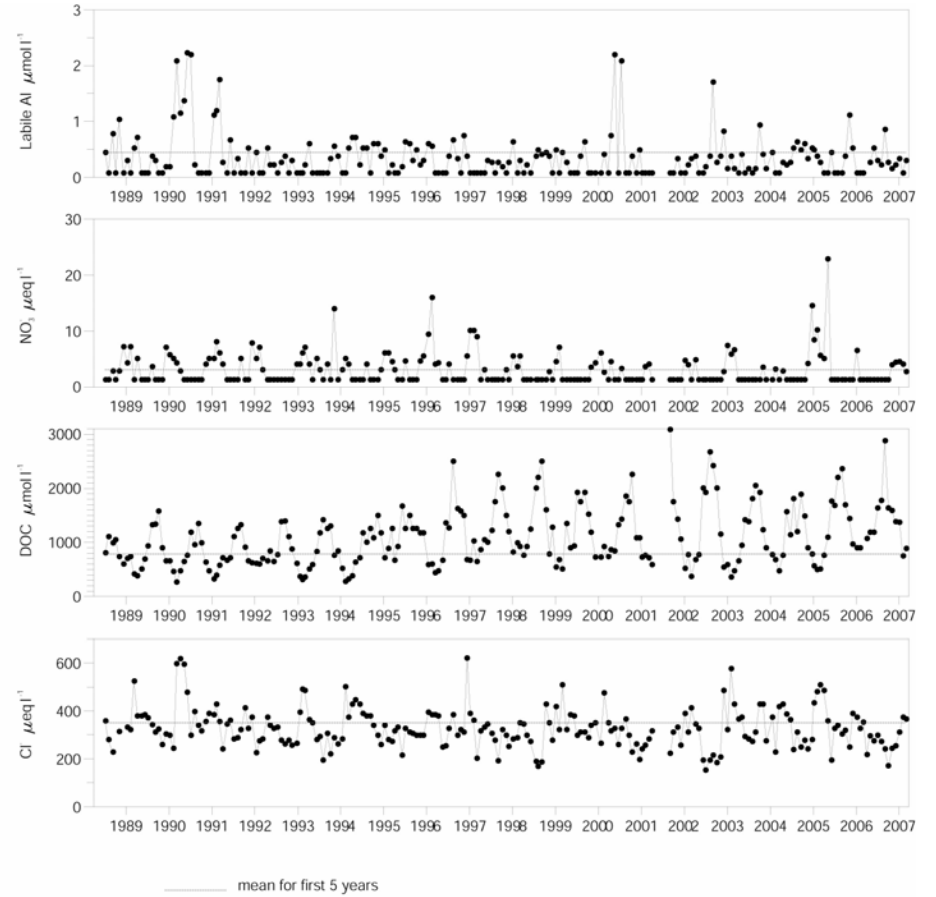 3
2
1
0
Labile Al μmol l⁻¹
1989 1990 1991 1992 1993 1994 1995 1996 1997 1998 1999 2000 2001 2002 2003 2004 2005 2006 2007
30
20
10
0
NO₃⁻ μeq l⁻¹
1989 1990 1991 1992 1993 1994 1995 1996 1997 1998 1999 2000 2001 2002 2003 2004 2005 2006 2007
3000
2000
1000
0
DOC μmol l⁻¹
1989 1990 1991 1992 1993 1994 1995 1996 1997 1998 1999 2000 2001 2002 2003 2004 2005 2006 2007
600
400
200
0
Cl⁻ μeq l⁻¹
1989 1990 1991 1992 1993 1994 1995 1996 1997 1998 1999 2000 2001 2002 2003 2004 2005 2006 2007
mean for first 5 years